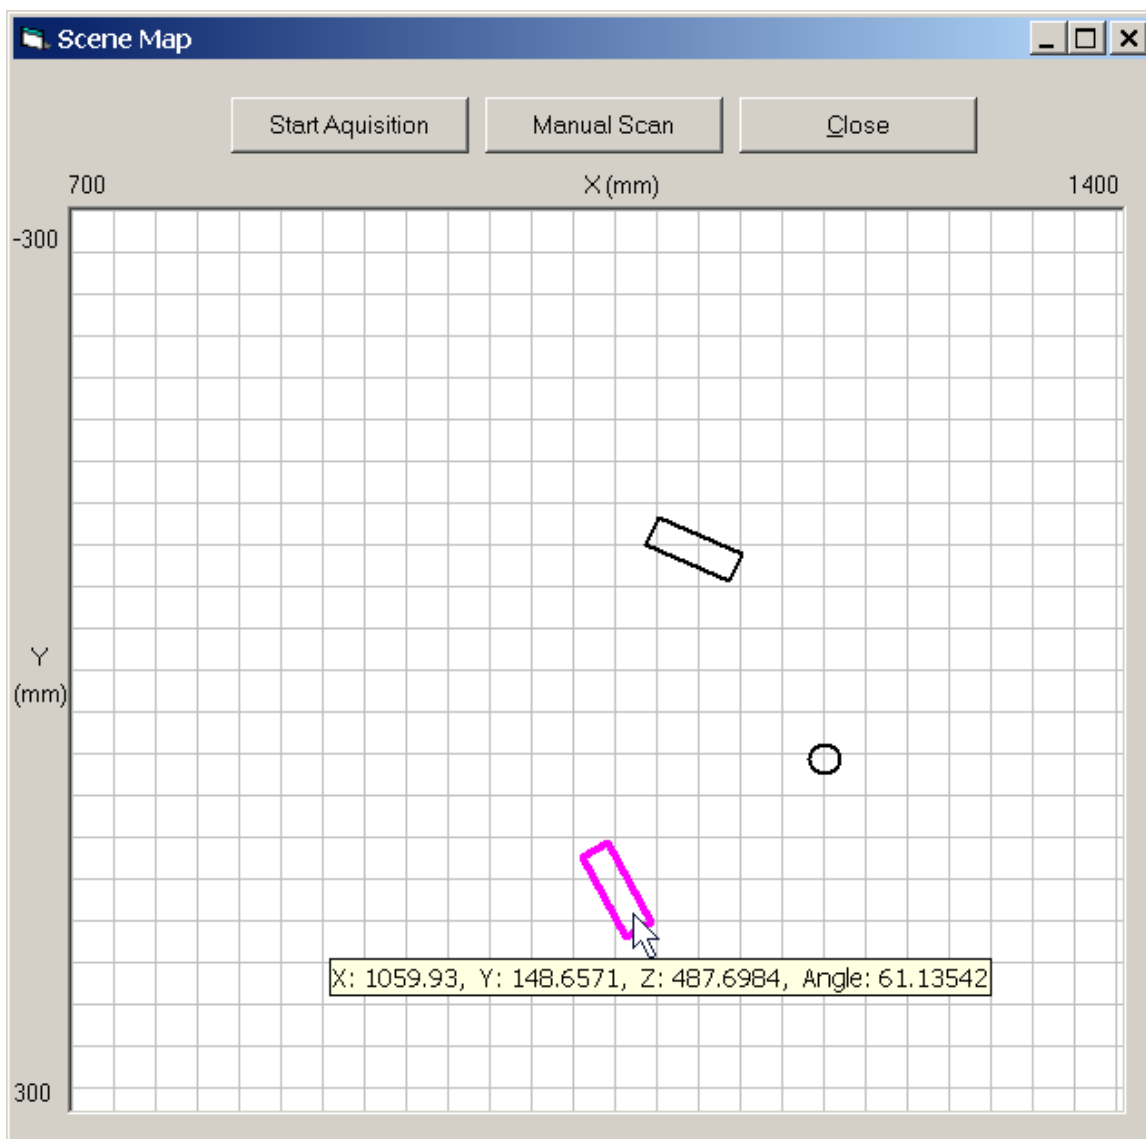 Scene Map
Start Aquisition Manual Scan Close
700 X (mm) 1400
-300
Y
(mm)
X: 1059.93, Y: 148.6571, Z: 487.6984, Angle: 61.13542
300